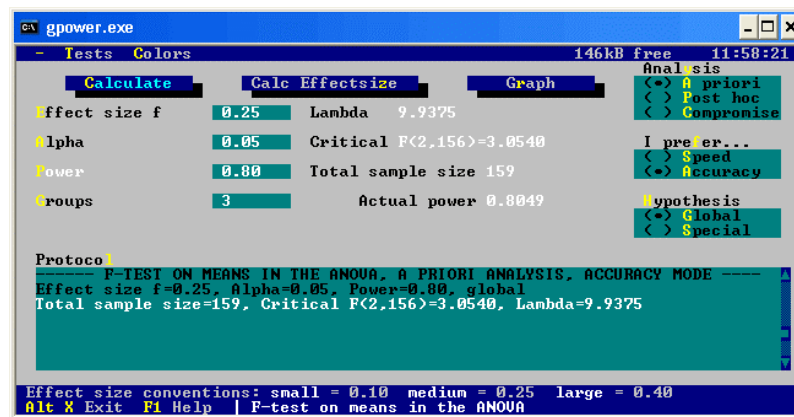 gpower.exe
- Tests Colors 146kB free 11:58:21
Calculate Calc Effectsize Graph
Effect size f 0.25 Lambda 9.9375
Alpha 0.05 Critical F(2,156)=3.0540
Power 0.80 Total sample size 159
Groups 3 Actual power 0.8049
Analysis
(•) A priori
( ) Post hoc
( ) Compromise
I prefer...
( ) Speed
(•) Accuracy
Hypothesis
(•) Global
( ) Special
Protocol
------ F-TEST ON MEANS IN THE ANOVA, A PRIORI ANALYSIS, ACCURACY MODE ----
Effect size f=0.25, Alpha=0.05, Power=0.80, global
Total sample size=159, Critical F(2,156)=3.0540, Lambda=9.9375
Effect size conventions: small = 0.10 medium = 0.25 large = 0.40
Alt X Exit F1 Help | F-test on means in the ANOVA